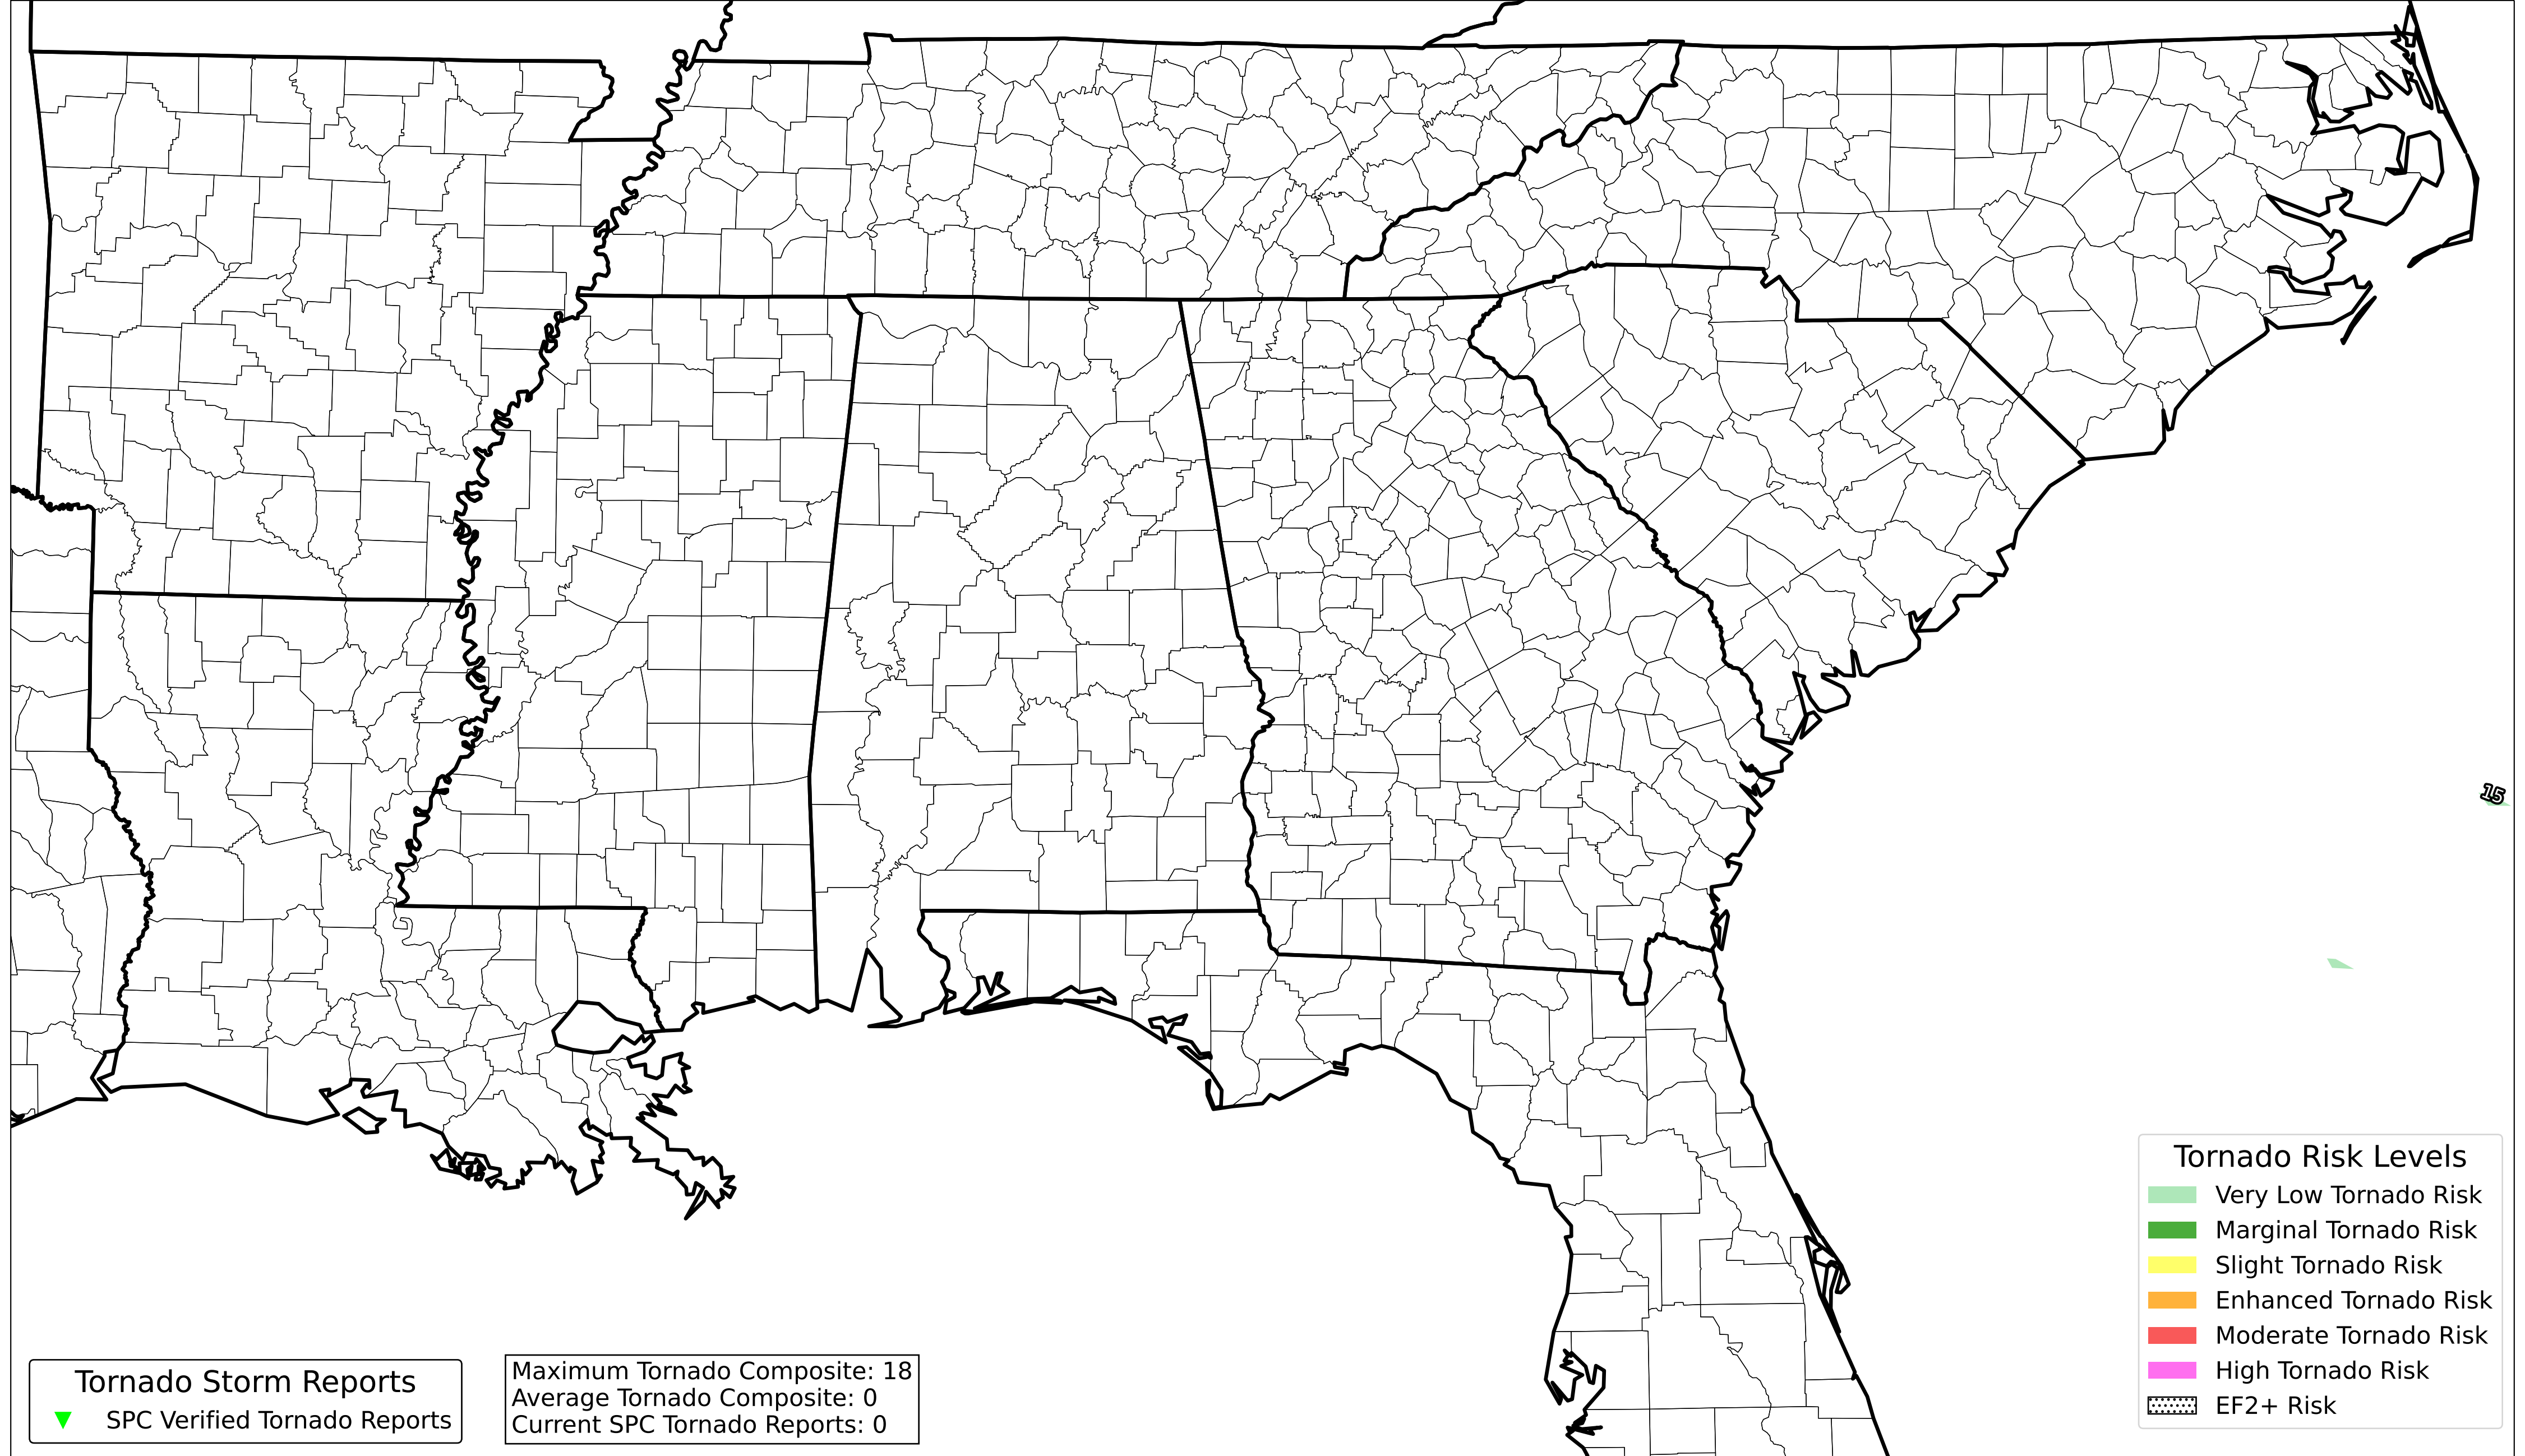 15
Tornado Risk Levels
Very Low Tornado Risk
Marginal Tornado Risk
Slight Tornado Risk
Enhanced Tornado Risk
Moderate Tornado Risk
High Tornado Risk
EF2+ Risk
Tornado Storm Reports
SPC Verified Tornado Reports
Maximum Tornado Composite: 18
Average Tornado Composite: 0
Current SPC Tornado Reports: 0